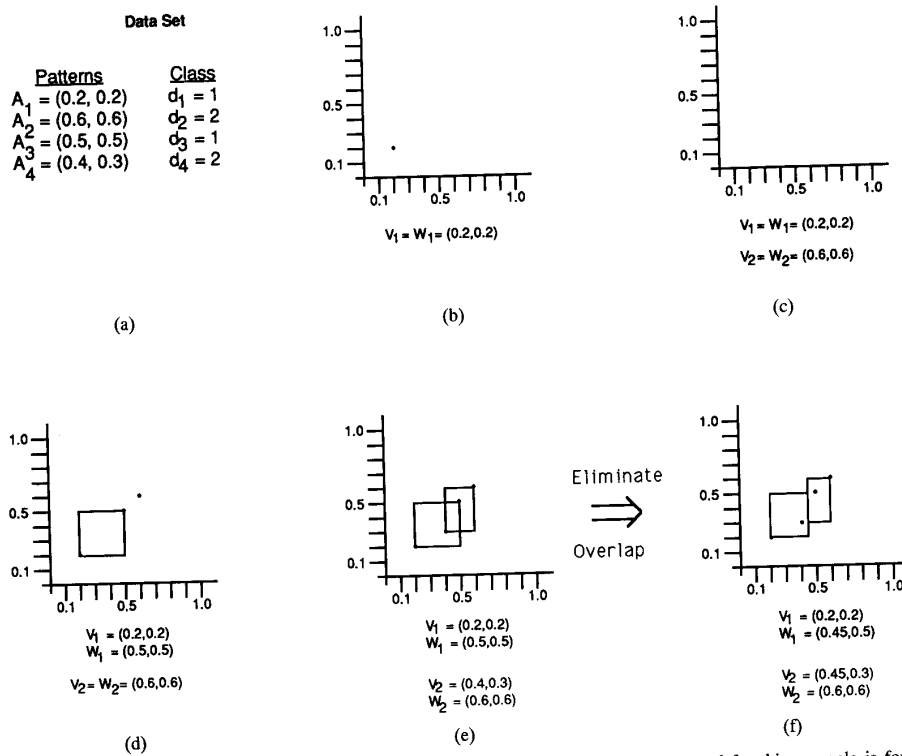 Data Set
Patterns Class
A1 = (0.2, 0.2) d1 = 1
A2 = (0.6, 0.6) d2 = 2
A3 = (0.5, 0.5) d3 = 1
A4 = (0.4, 0.3) d4 = 2
(a)
1.0
0.5
0.1
0.1 0.5 1.0
V1 = W1 = (0.2,0.2)
(b)
1.0
0.5
0.1
0.1 0.5 1.0
V1 = W1 = (0.2,0.2)
V2 = W2 = (0.6,0.6)
(c)
1.0
0.5
0.1
0.1 0.5 1.0
V1 = (0.2,0.2)
W1 = (0.5,0.5)
V2 = W2 = (0.6,0.6)
(d)
1.0
0.5
0.1
0.1 0.5 1.0
V1 = (0.2,0.2)
W1 = (0.5,0.5)
V2 = (0.4,0.3)
W2 = (0.6,0.6)
(e)
Eliminate
Overlap
1.0
0.5
0.1
0.1 0.5 1.0
V1 = (0.2,0.2)
W1 = (0.45,0.5)
V2 = (0.45,0.3)
W2 = (0.6,0.6)
(f)